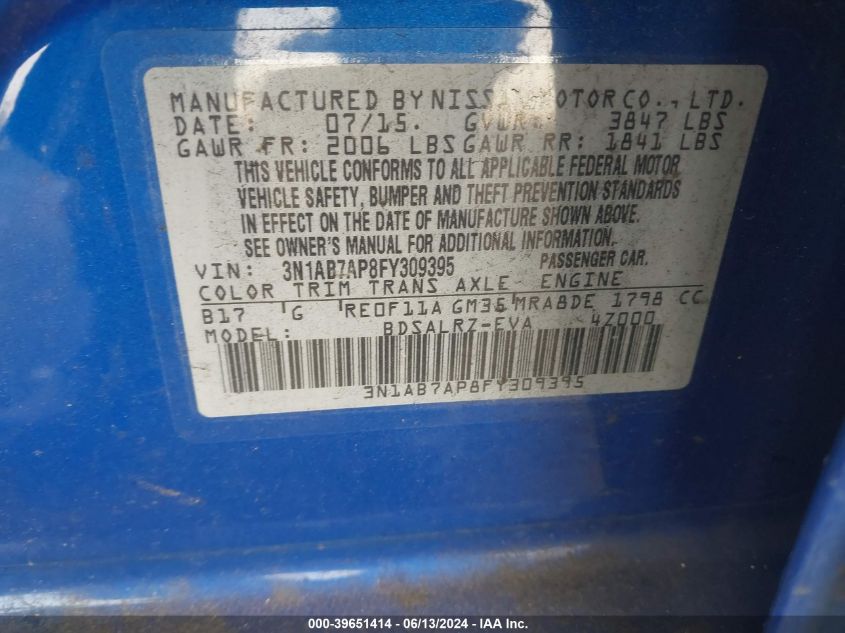 MANUFACTURED BY NISSAN MOTOR CO., LTD.
DATE: 07/15. GVWR: 3847 LBS
GAWR FR: 2006 LBS GAWR RR: 1841 LBS
THIS VEHICLE CONFORMS TO ALL APPLICABLE FEDERAL MOTOR
VEHICLE SAFETY, BUMPER AND THEFT PREVENTION STANDARDS
IN EFFECT ON THE DATE OF MANUFACTURE SHOWN ABOVE.
SEE OWNER'S MANUAL FOR ADDITIONAL INFORMATION.
VIN: 3N1AB7AP8FY309395 PASSENGER CAR.
COLOR TRIM TRANS AXLE ENGINE
B17 G RE0F11A GM36 MRA8DE 1798 CC
MODEL: BDSALRZ-EVA 4Z000
3N1AB7AP8FY309395
000-39651414 - 06/13/2024 - IAA Inc.